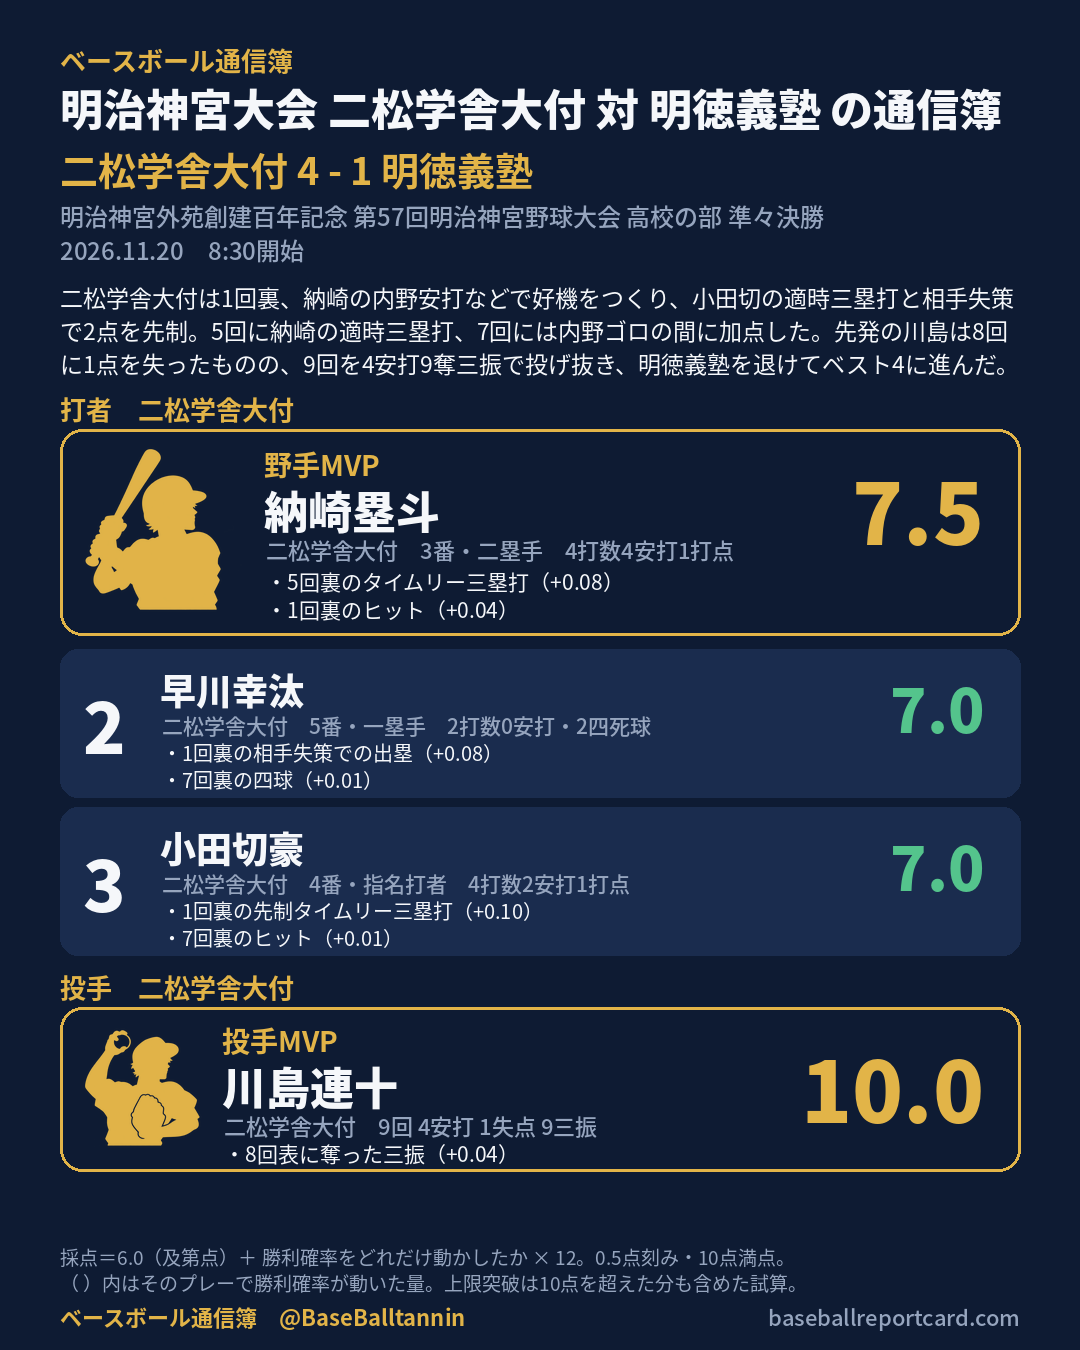 ベースボール通信簿
明治神宮大会 二松学舎大付 対 明徳義塾 の通信簿
二松学舎大付 4 - 1 明徳義塾
明治神宮外苑創建百年記念 第57回明治神宮野球大会 高校の部 準々決勝
2026.11.20　8:30開始
二松学舎大付は1回裏、納崎の内野安打などで好機をつくり、小田切の適時三塁打と相手失策
で2点を先制。5回に納崎の適時三塁打、7回には内野ゴロの間に加点した。先発の川島は8回
に1点を失ったものの、9回を4安打9奪三振で投げ抜き、明徳義塾を退けてベスト4に進んだ。
打者　二松学舎大付
野手MVP
納崎塁斗
二松学舎大付　3番・二塁手　4打数4安打1打点
・5回裏のタイムリー三塁打（+0.08）
・1回裏のヒット（+0.04）
7.5
2
早川幸汰
二松学舎大付　5番・一塁手　2打数0安打・2四死球
・1回裏の相手失策での出塁（+0.08）
・7回裏の四球（+0.01）
7.0
3
小田切豪
二松学舎大付　4番・指名打者　4打数2安打1打点
・1回裏の先制タイムリー三塁打（+0.10）
・7回裏のヒット（+0.01）
7.0
投手　二松学舎大付
投手MVP
川島連十
二松学舎大付　9回 4安打 1失点 9三振
・8回表に奪った三振（+0.04）
10.0
採点＝6.0（及第点）＋ 勝利確率をどれだけ動かしたか × 12。0.5点刻み・10点満点。
（ ）内はそのプレーで勝利確率が動いた量。上限突破は10点を超えた分も含めた試算。
ベースボール通信簿　@BaseBalltannin
baseballreportcard.com